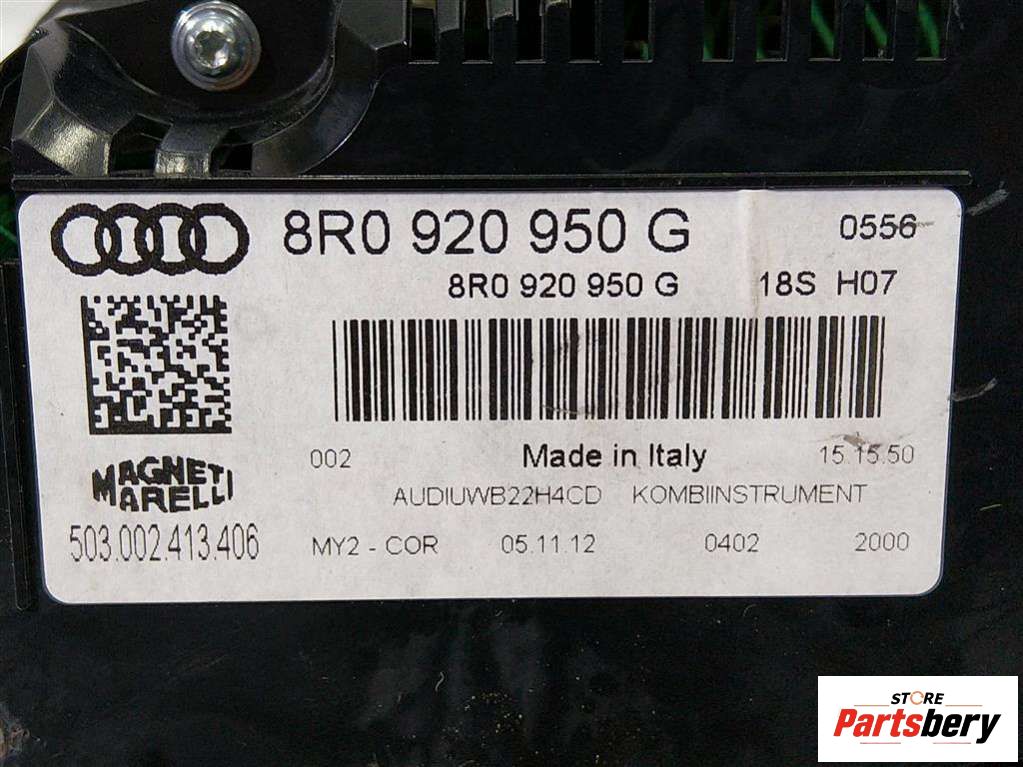 8R0 920 950 G 0556
8R0 920 950 G 18S H07
002 Made in Italy 15.15.50
MAGNETI
MARELLI
AUDIUWB22H4CD KOMBIINSTRUMENT
503.002.413.406
MY2 - COR 05.11.12 0402 2000
STORE
Partsbery